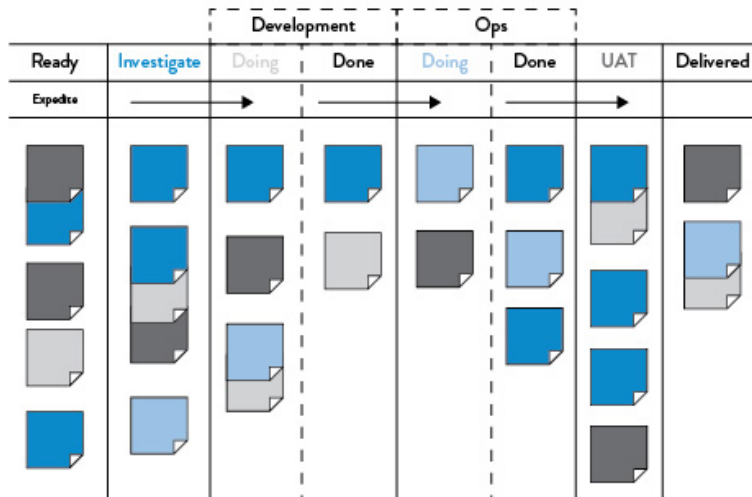 Development Ops
Ready Investigate Doing Done Doing Done UAT Delivered
Expedite